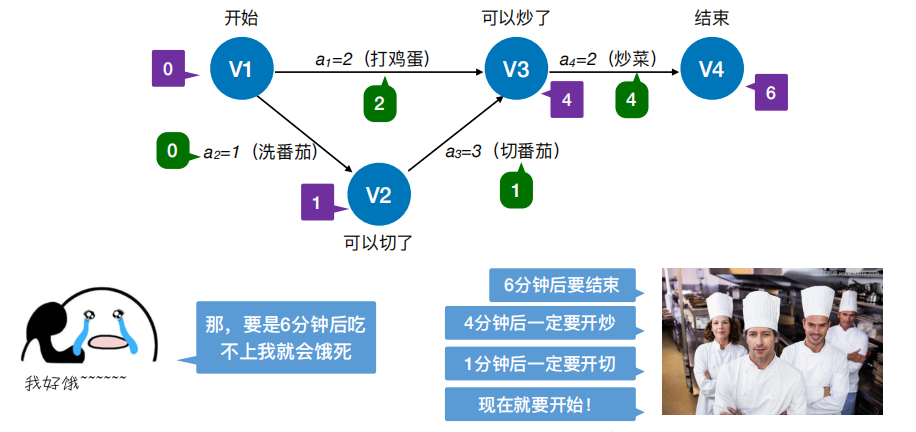 开始
可以炒了
结束
0
V1
a₁=2（打鸡蛋）
2
V3
4
a₄=2（炒菜）
4
V4
6
0
a₂=1（洗番茄）
a₃=3（切番茄）
1
V2
1
可以切了
那，要是6分钟后吃
不上我就会饿死
我好饿~~~~~~
6分钟后要结束
4分钟后一定要开炒
1分钟后一定要开切
现在就要开始！